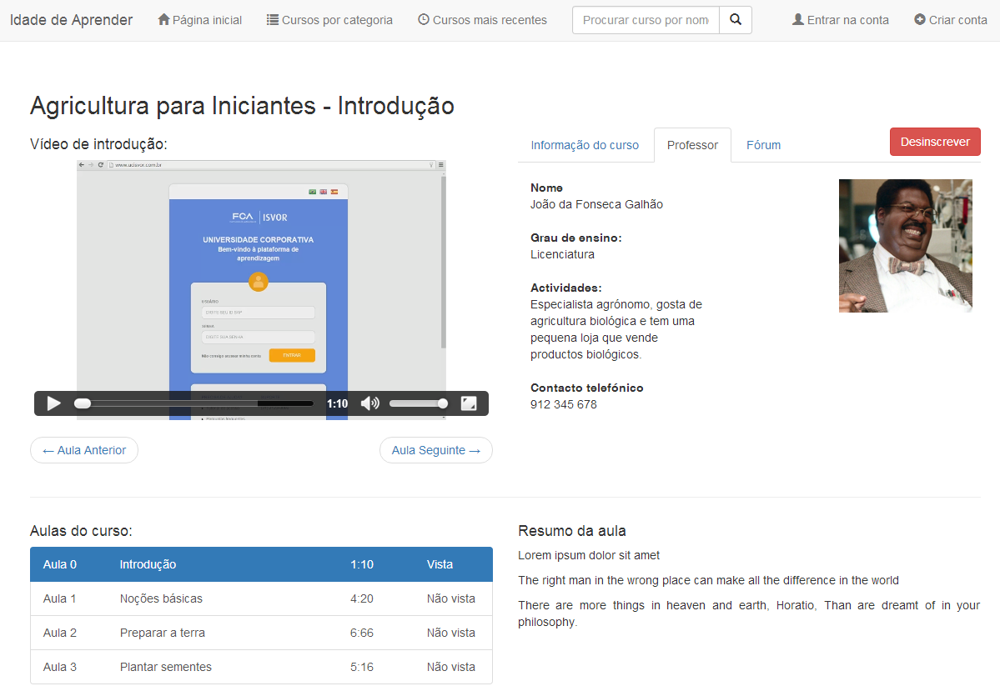 Idade de Aprender
Página inicial
Cursos por categoria
Cursos mais recentes
Procurar curso por nom
Entrar na conta
Criar conta
Agricultura para Iniciantes - Introdução
Vídeo de introdução:
www.ucisvor.com.br
FCA ISVOR
UNIVERSIDADE CORPORATIVA
Bem-vindo à plataforma de
aprendizagem
USUÁRIO
DIGITE SEU ID SAP
SENHA
DIGITE SUA SENHA
Não consigo acessar minha conta
ENTRAR
1:10
← Aula Anterior
Aula Seguinte →
Informação do curso
Professor
Fórum
Desinscrever
Nome
João da Fonseca Galhão
Grau de ensino:
Licenciatura
Actividades:
Especialista agrónomo, gosta de
agricultura biológica e tem uma
pequena loja que vende
productos biológicos.
Contacto telefónico
912 345 678
Aulas do curso:
Aula 0 Introdução 1:10 Vista
Aula 1 Noções básicas 4:20 Não vista
Aula 2 Preparar a terra 6:66 Não vista
Aula 3 Plantar sementes 5:16 Não vista
Resumo da aula
Lorem ipsum dolor sit amet
The right man in the wrong place can make all the difference in the world
There are more things in heaven and earth, Horatio, Than are dreamt of in your
philosophy.